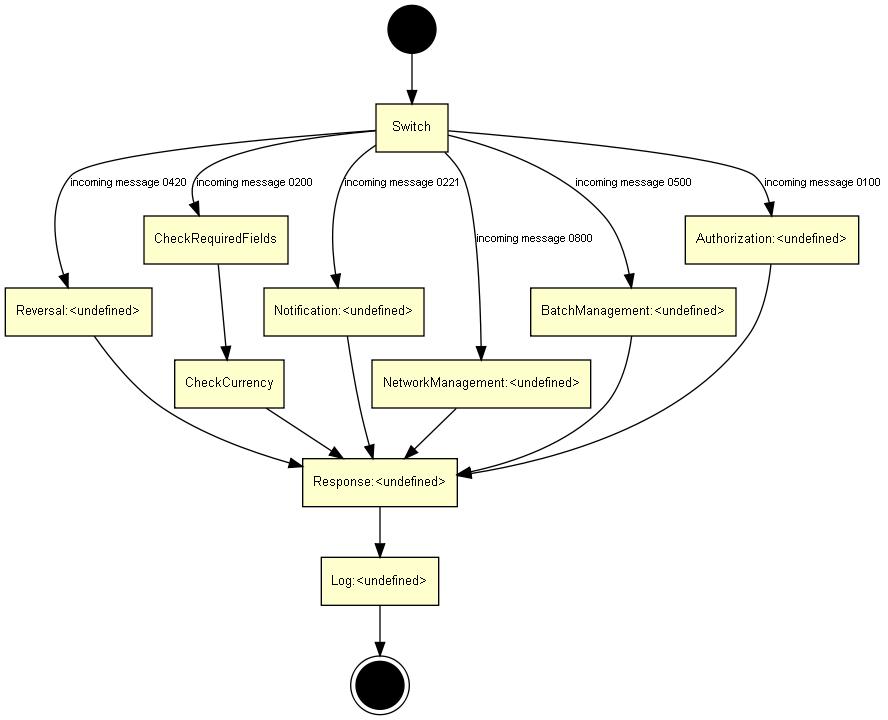 Switch
incoming message 0420
incoming message 0200
incoming message 0221
incoming message 0500
incoming message 0100
CheckRequiredFields
incoming message 0800
Authorization:<undefined>
Reversal:<undefined>
Notification:<undefined>
BatchManagement:<undefined>
CheckCurrency
NetworkManagement:<undefined>
Response:<undefined>
Log:<undefined>